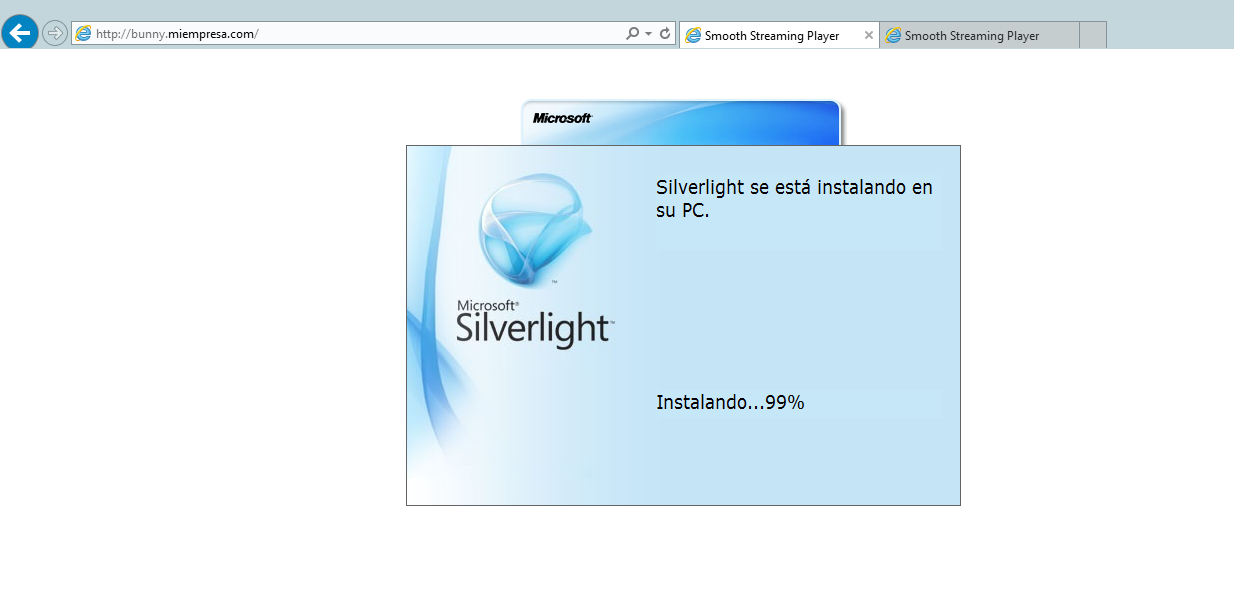 http://bunny.miempresa.com/
Smooth Streaming Player
Smooth Streaming Player
Microsoft
Silverlight se está instalando en
su PC.
Microsoft®
Silverlight™
Instalando...99%